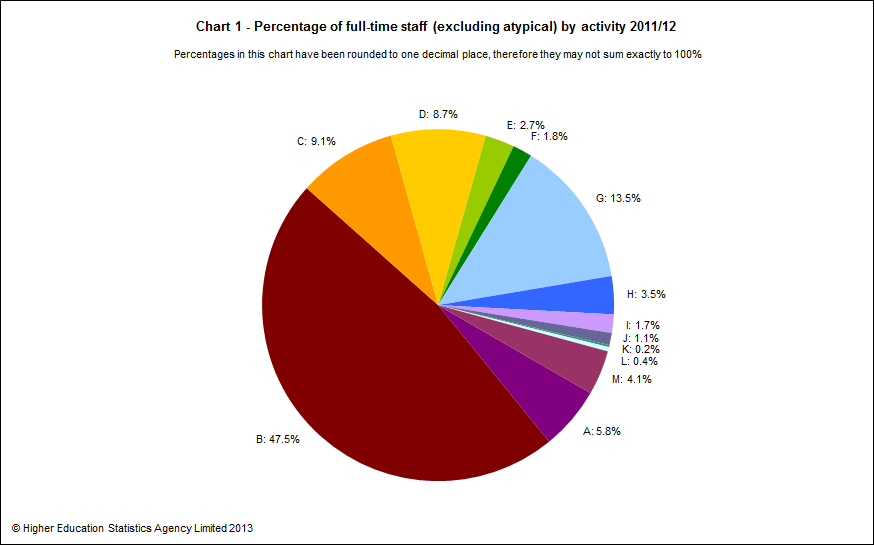 Chart 1 - Percentage of full-time staff (excluding atypical) by activity 2011/12
Percentages in this chart have been rounded to one decimal place, therefore they may not sum exactly to 100%
D: 8.7%
E: 2.7%
F: 1.8%
C: 9.1%
G: 13.5%
H: 3.5%
I: 1.7%
J: 1.1%
K: 0.2%
L: 0.4%
M: 4.1%
A: 5.8%
B: 47.5%
© Higher Education Statistics Agency Limited 2013